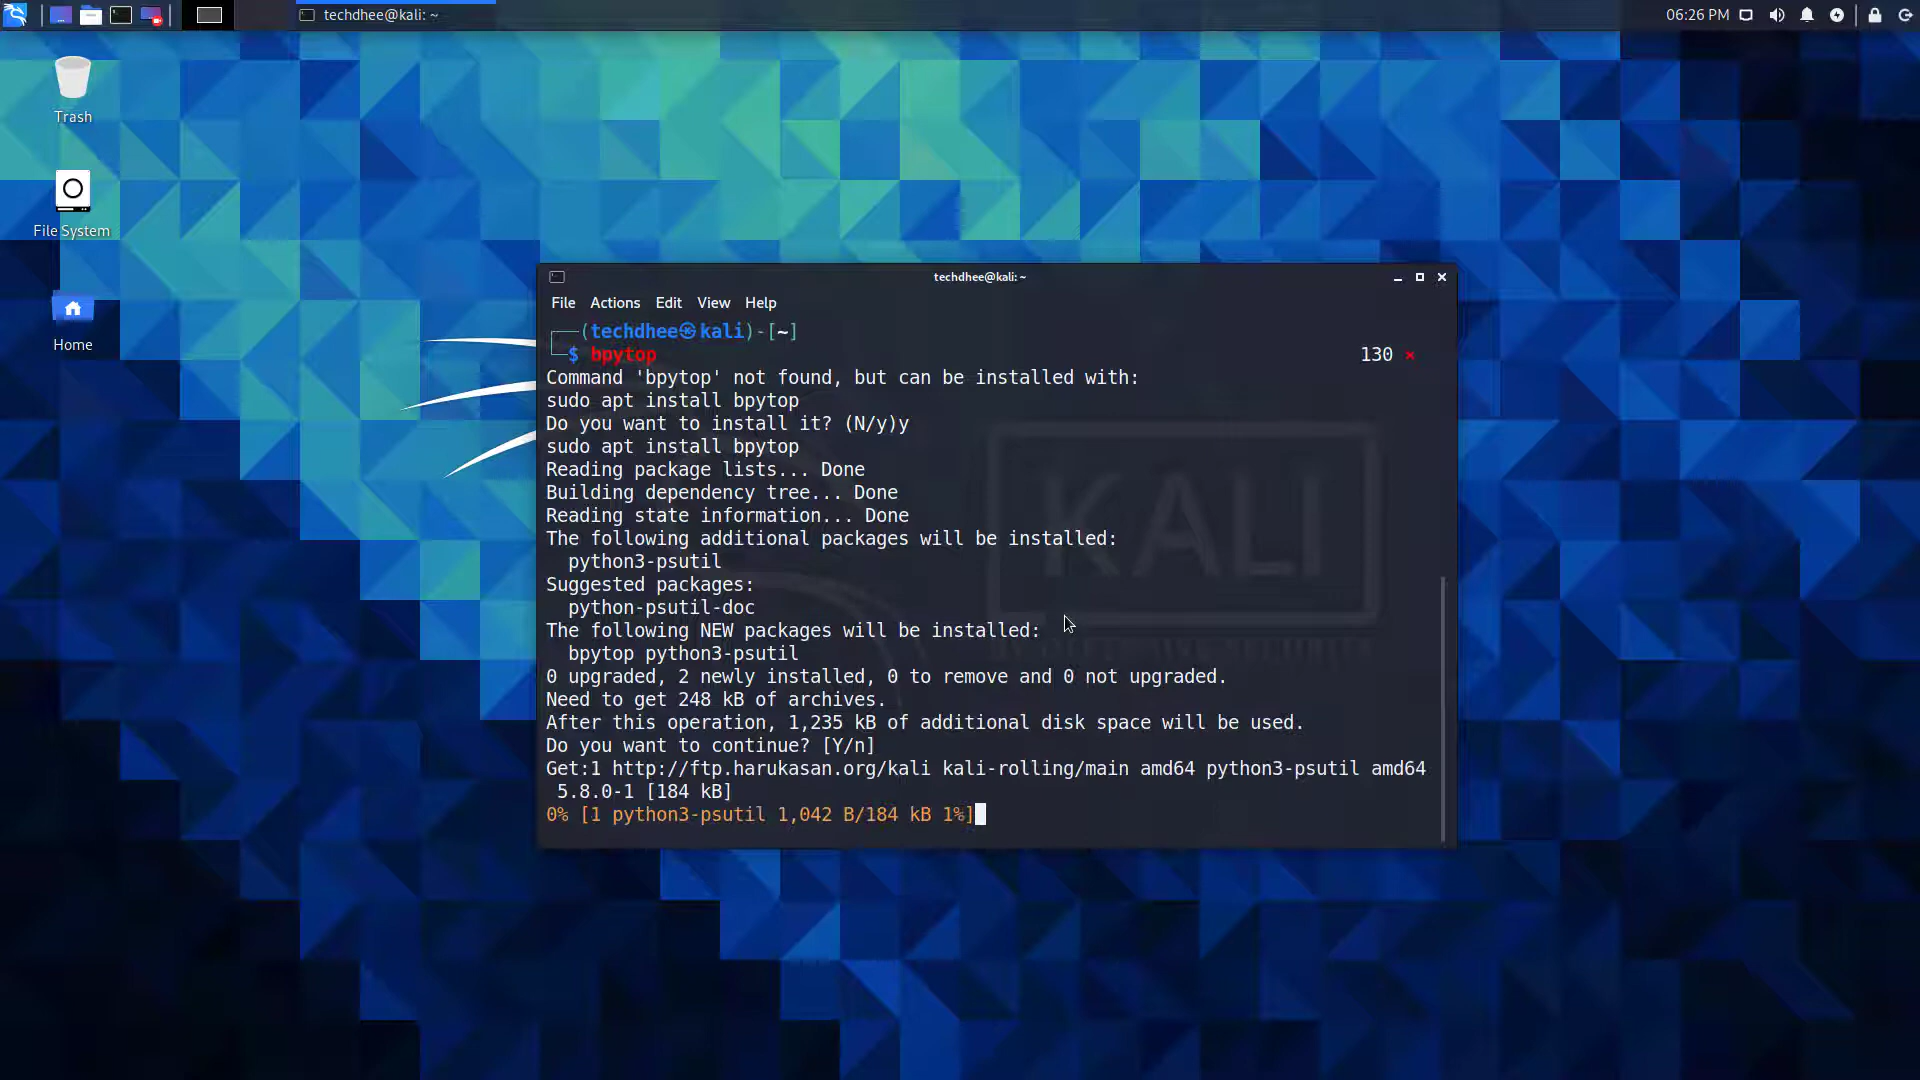 techdhee@kali: ~
06:26 PM
Trash
File System
Home
techdhee@kali: ~
File Actions Edit View Help
┌──(techdhee㉿kali)-[~]
└─$ bpytop 130 ⨯
Command 'bpytop' not found, but can be installed with:
sudo apt install bpytop
Do you want to install it? (N/y)y
sudo apt install bpytop
Reading package lists... Done
Building dependency tree... Done
Reading state information... Done
The following additional packages will be installed:
  python3-psutil
Suggested packages:
  python-psutil-doc
The following NEW packages will be installed:
  bpytop python3-psutil
0 upgraded, 2 newly installed, 0 to remove and 0 not upgraded.
Need to get 248 kB of archives.
After this operation, 1,235 kB of additional disk space will be used.
Do you want to continue? [Y/n]
Get:1 http://ftp.harukasan.org/kali kali-rolling/main amd64 python3-psutil amd64
 5.8.0-1 [184 kB]
0% [1 python3-psutil 1,042 B/184 kB 1%]
KALI